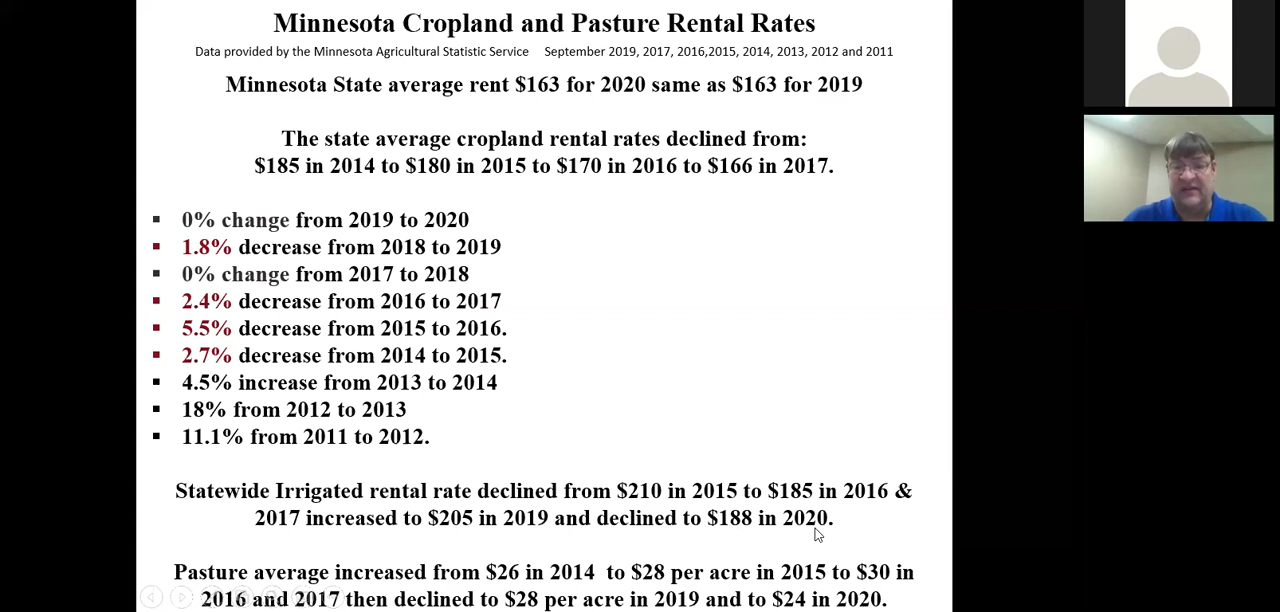 Minnesota Cropland and Pasture Rental Rates
Data provided by the Minnesota Agricultural Statistic Service September 2019, 2017, 2016,2015, 2014, 2013, 2012 and 2011
Minnesota State average rent $163 for 2020 same as $163 for 2019
The state average cropland rental rates declined from:
$185 in 2014 to $180 in 2015 to $170 in 2016 to $166 in 2017.
▪ 0% change from 2019 to 2020
▪ 1.8% decrease from 2018 to 2019
▪ 0% change from 2017 to 2018
▪ 2.4% decrease from 2016 to 2017
▪ 5.5% decrease from 2015 to 2016.
▪ 2.7% decrease from 2014 to 2015.
▪ 4.5% increase from 2013 to 2014
▪ 18% from 2012 to 2013
▪ 11.1% from 2011 to 2012.
Statewide Irrigated rental rate declined from $210 in 2015 to $185 in 2016 &
2017 increased to $205 in 2019 and declined to $188 in 2020.
Pasture average increased from $26 in 2014 to $28 per acre in 2015 to $30 in
2016 and 2017 then declined to $28 per acre in 2019 and to $24 in 2020.